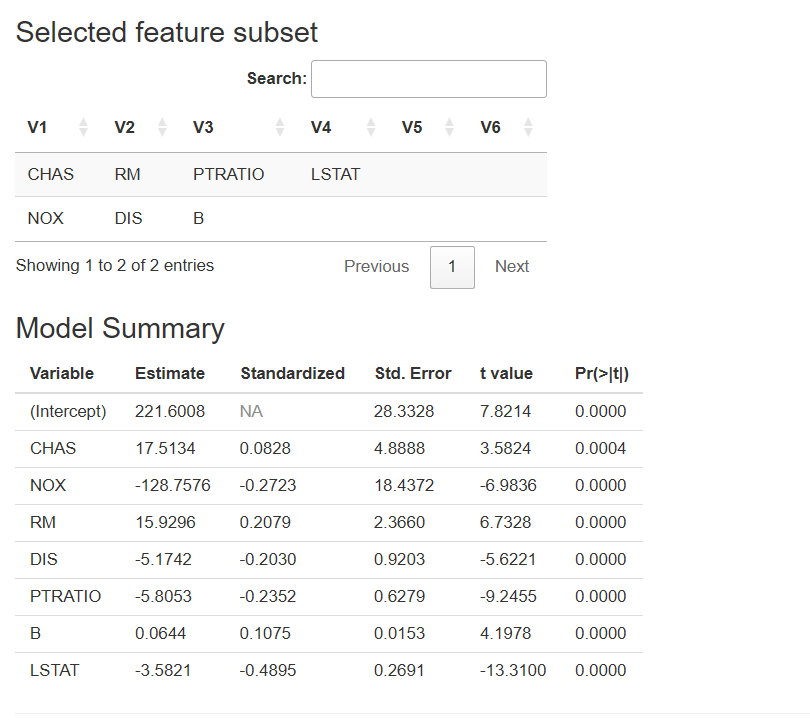 Selected feature subset
Search:
V1 V2 V3 V4 V5 V6
CHAS RM PTRATIO LSTAT
NOX DIS B
Showing 1 to 2 of 2 entries Previous 1 Next
Model Summary
Variable Estimate Standardized Std. Error t value Pr(>|t|)
(Intercept) 221.6008 NA 28.3328 7.8214 0.0000
CHAS 17.5134 0.0828 4.8888 3.5824 0.0004
NOX -128.7576 -0.2723 18.4372 -6.9836 0.0000
RM 15.9296 0.2079 2.3660 6.7328 0.0000
DIS -5.1742 -0.2030 0.9203 -5.6221 0.0000
PTRATIO -5.8053 -0.2352 0.6279 -9.2455 0.0000
B 0.0644 0.1075 0.0153 4.1978 0.0000
LSTAT -3.5821 -0.4895 0.2691 -13.3100 0.0000